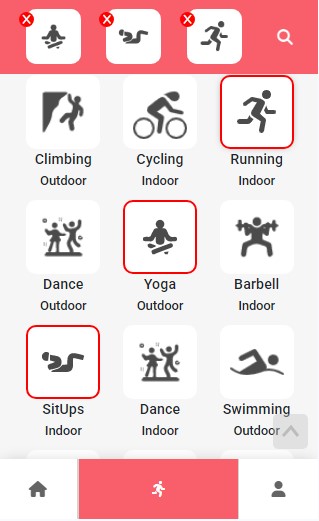 X X X
Climbing Cycling Running
Outdoor Indoor Indoor
Dance Yoga Barbell
Outdoor Outdoor Indoor
SitUps Dance Swimming
Indoor Indoor Outdoor